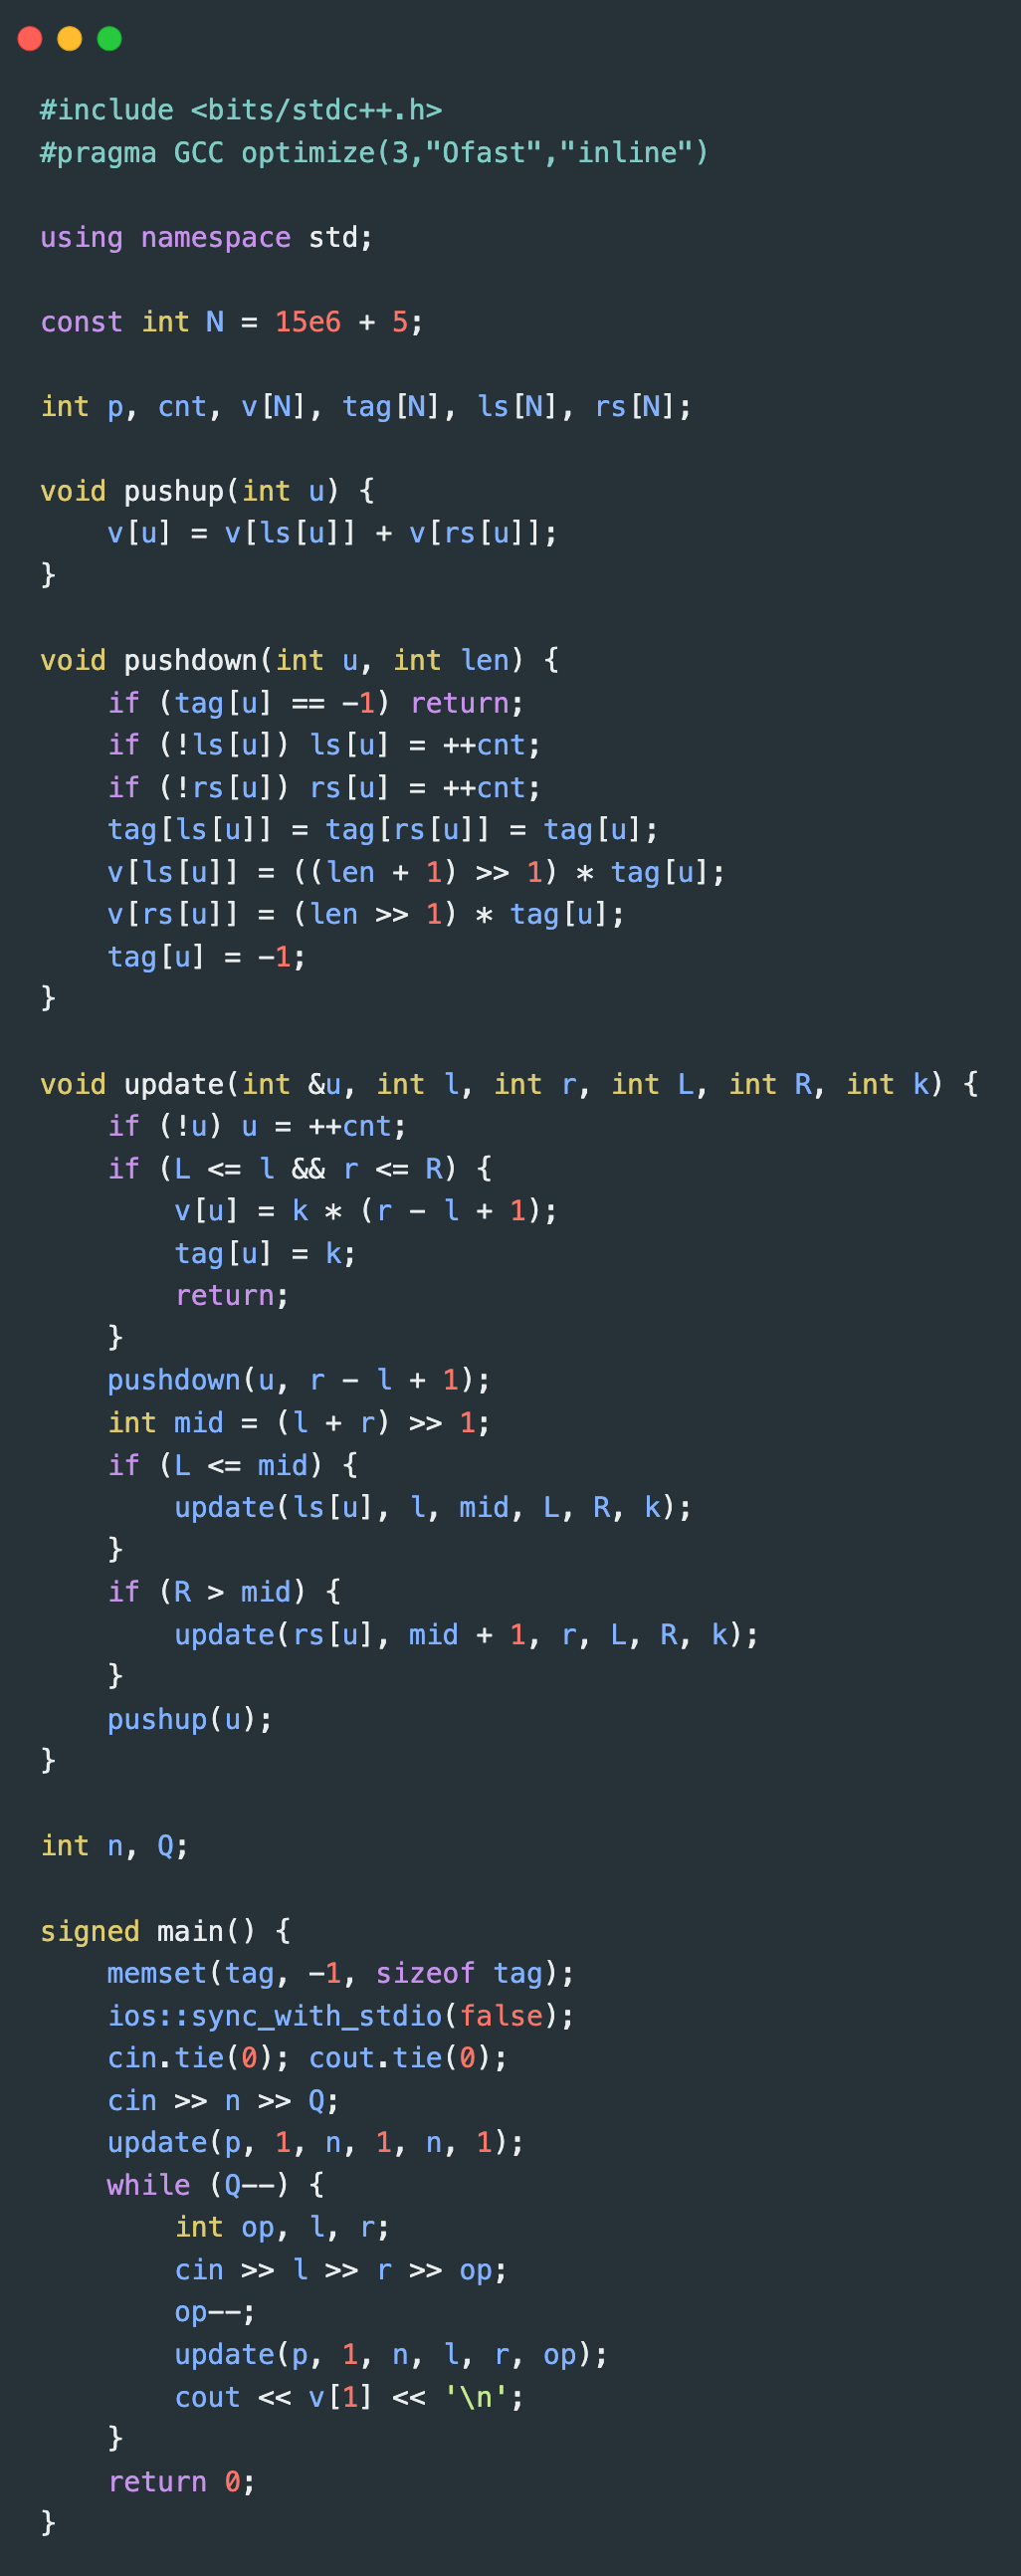 #include <bits/stdc++.h>
#pragma GCC optimize(3,"Ofast","inline")

using namespace std;

const int N = 15e6 + 5;

int p, cnt, v[N], tag[N], ls[N], rs[N];

void pushup(int u) {
    v[u] = v[ls[u]] + v[rs[u]];
}

void pushdown(int u, int len) {
    if (tag[u] == -1) return;
    if (!ls[u]) ls[u] = ++cnt;
    if (!rs[u]) rs[u] = ++cnt;
    tag[ls[u]] = tag[rs[u]] = tag[u];
    v[ls[u]] = ((len + 1) >> 1) * tag[u];
    v[rs[u]] = (len >> 1) * tag[u];
    tag[u] = -1;
}

void update(int &u, int l, int r, int L, int R, int k) {
    if (!u) u = ++cnt;
    if (L <= l && r <= R) {
        v[u] = k * (r - l + 1);
        tag[u] = k;
        return;
    }
    pushdown(u, r - l + 1);
    int mid = (l + r) >> 1;
    if (L <= mid) {
        update(ls[u], l, mid, L, R, k);
    }
    if (R > mid) {
        update(rs[u], mid + 1, r, L, R, k);
    }
    pushup(u);
}

int n, Q;

signed main() {
    memset(tag, -1, sizeof tag);
    ios::sync_with_stdio(false);
    cin.tie(0); cout.tie(0);
    cin >> n >> Q;
    update(p, 1, n, 1, n, 1);
    while (Q--) {
        int op, l, r;
        cin >> l >> r >> op;
        op--;
        update(p, 1, n, l, r, op);
        cout << v[1] << '\n';
    }
    return 0;
}